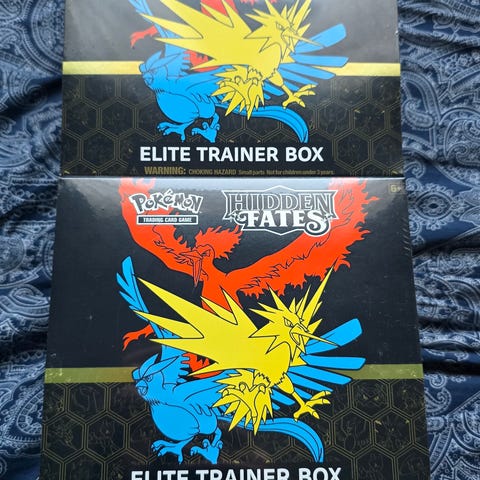 ELITE TRAINER BOX
WARNING: CHOKING HAZARD Small parts Not for children under 3 years.
6+
POKéMON
TRADING CARD GAME
HIDDEN
FATES
ELITE TRAINER BOX